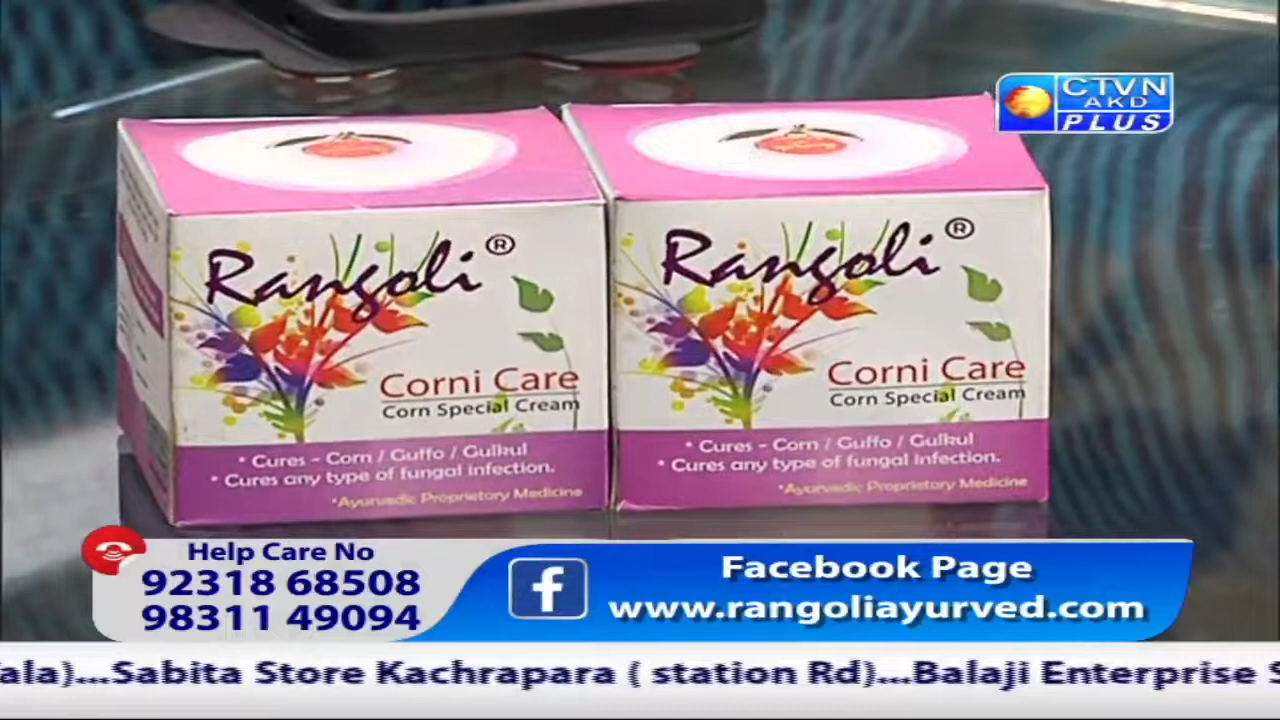 CTVN
AKD
PLUS
Rangoli®
Corni Care
Corn Special Cream
* Cures - Corn / Guffo / Gulkul
* Cures any type of fungal infection.
*Ayurvedic Proprietary Medicine
Rangoli®
Corni Care
Corn Special Cream
* Cures - Corn / Guffo / Gulkul
* Cures any type of fungal infection.
*Ayurvedic Proprietory Medicine
Help Care No
92318 68508
98311 49094
f
Facebook Page
www.rangoliayurved.com
ala)...Sabita Store Kachrapara ( station Rd)...Balaji Enterprise S